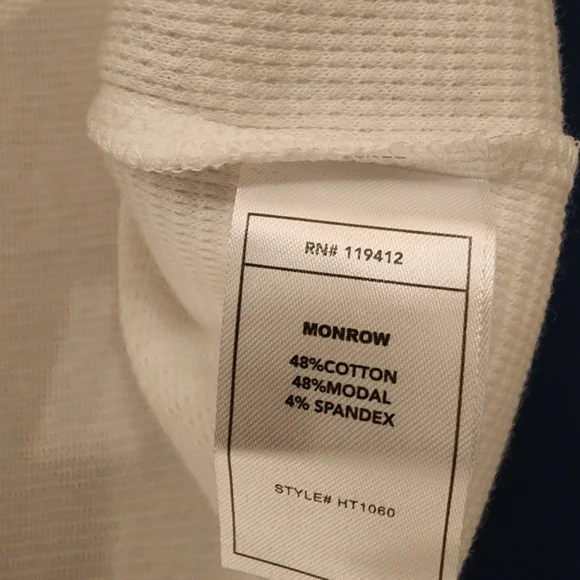 RN# 119412
MONROW
48%COTTON
48%MODAL
4% SPANDEX
STYLE# HT1060